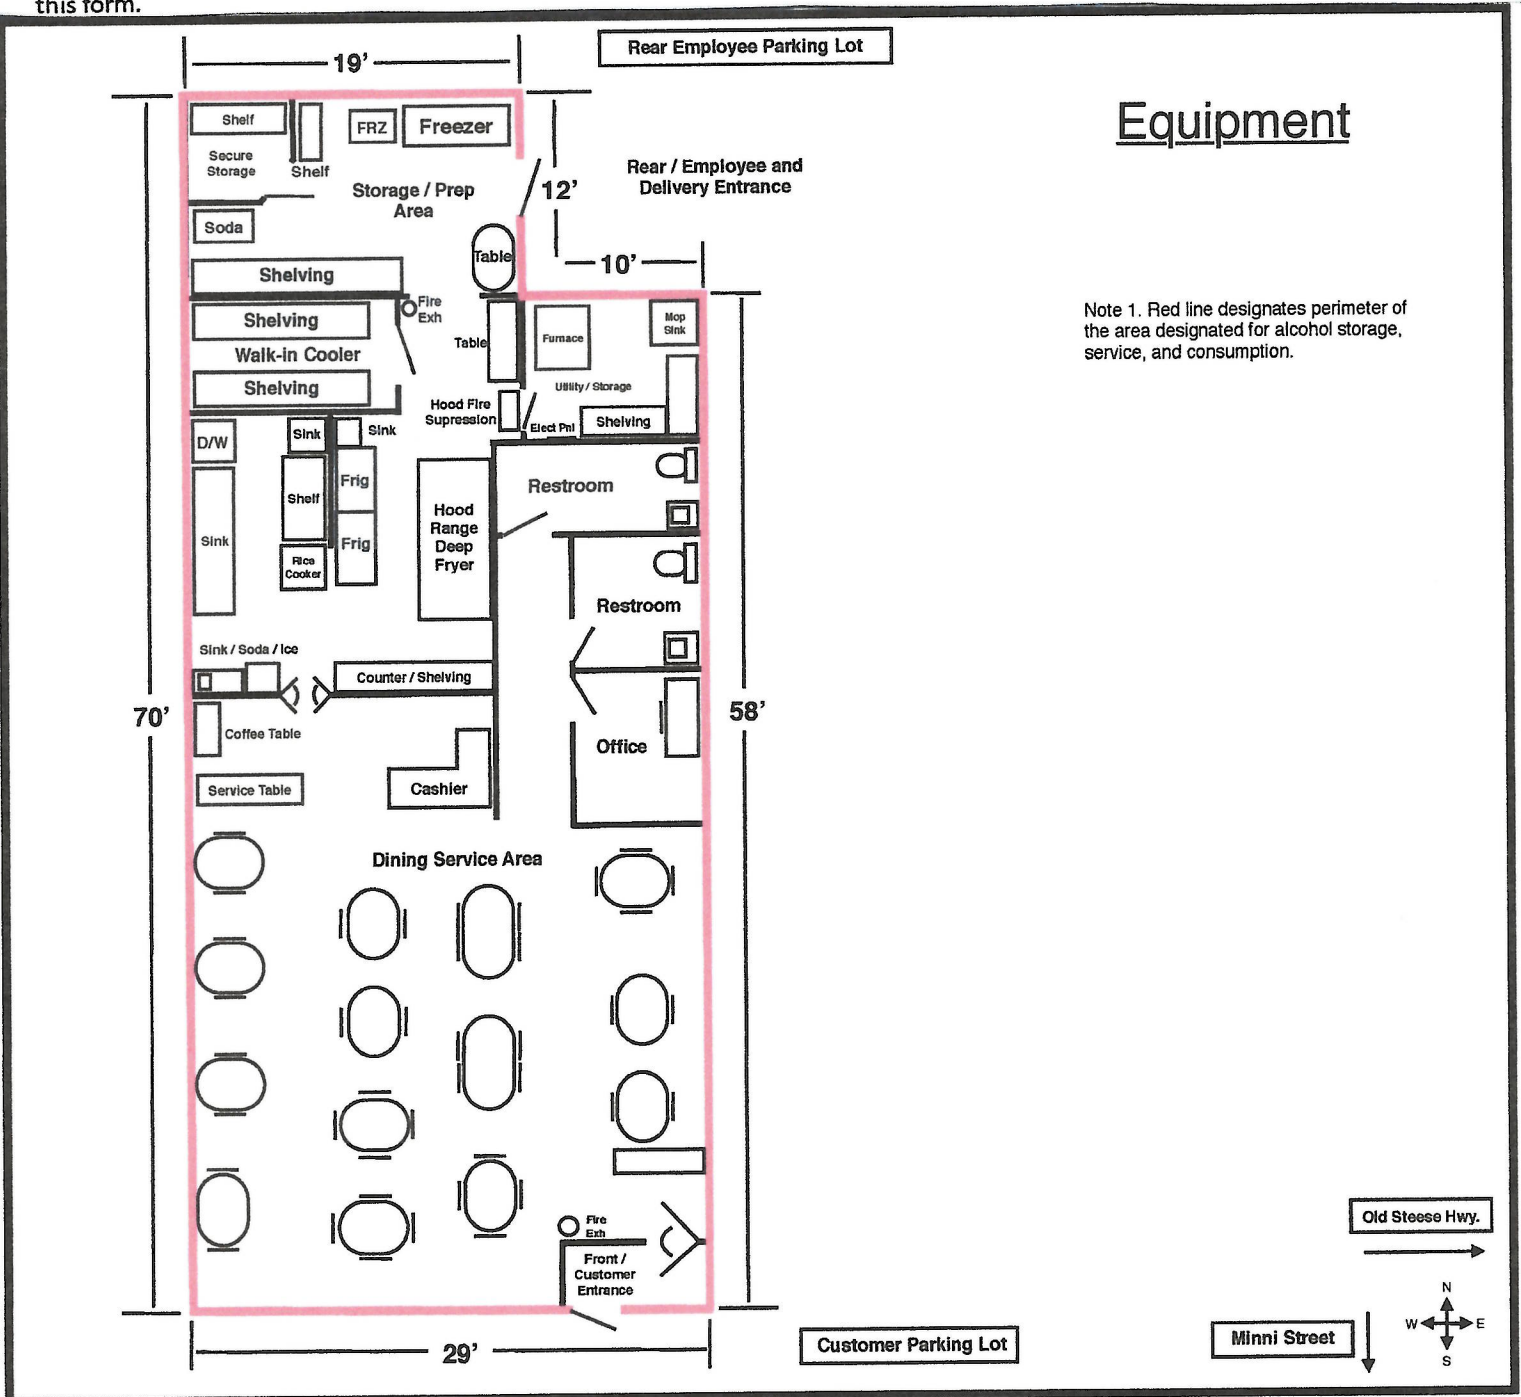 this form.
Rear Employee Parking Lot
19'
Equipment
Shelf
FRZ
Freezer
Secure
Storage
Shelf
Rear / Employee and
Delivery Entrance
Storage / Prep
Area
12'
Soda
Table
10'
Shelving
Fire
Exh
Note 1. Red line designates perimeter of
the area designated for alcohol storage,
service, and consumption.
Shelving
Mop
Sink
Furnace
Table
Walk-in Cooler
Shelving
Utility / Storage
Hood Fire
Supression
Shelving
Elect Pnl
D/W
Sink
Sink
Frig
Restroom
Shelf
Hood
Range
Deep
Fryer
Sink
Frig
Rice
Cooker
Restroom
Sink / Soda / Ice
Counter / Shelving
70'
58'
Coffee Table
Office
Service Table
Cashier
Dining Service Area
Fire
Exh
Front /
Customer
Entrance
Old Steese Hwy.
N
W
E
S
Minni Street
Customer Parking Lot
29'